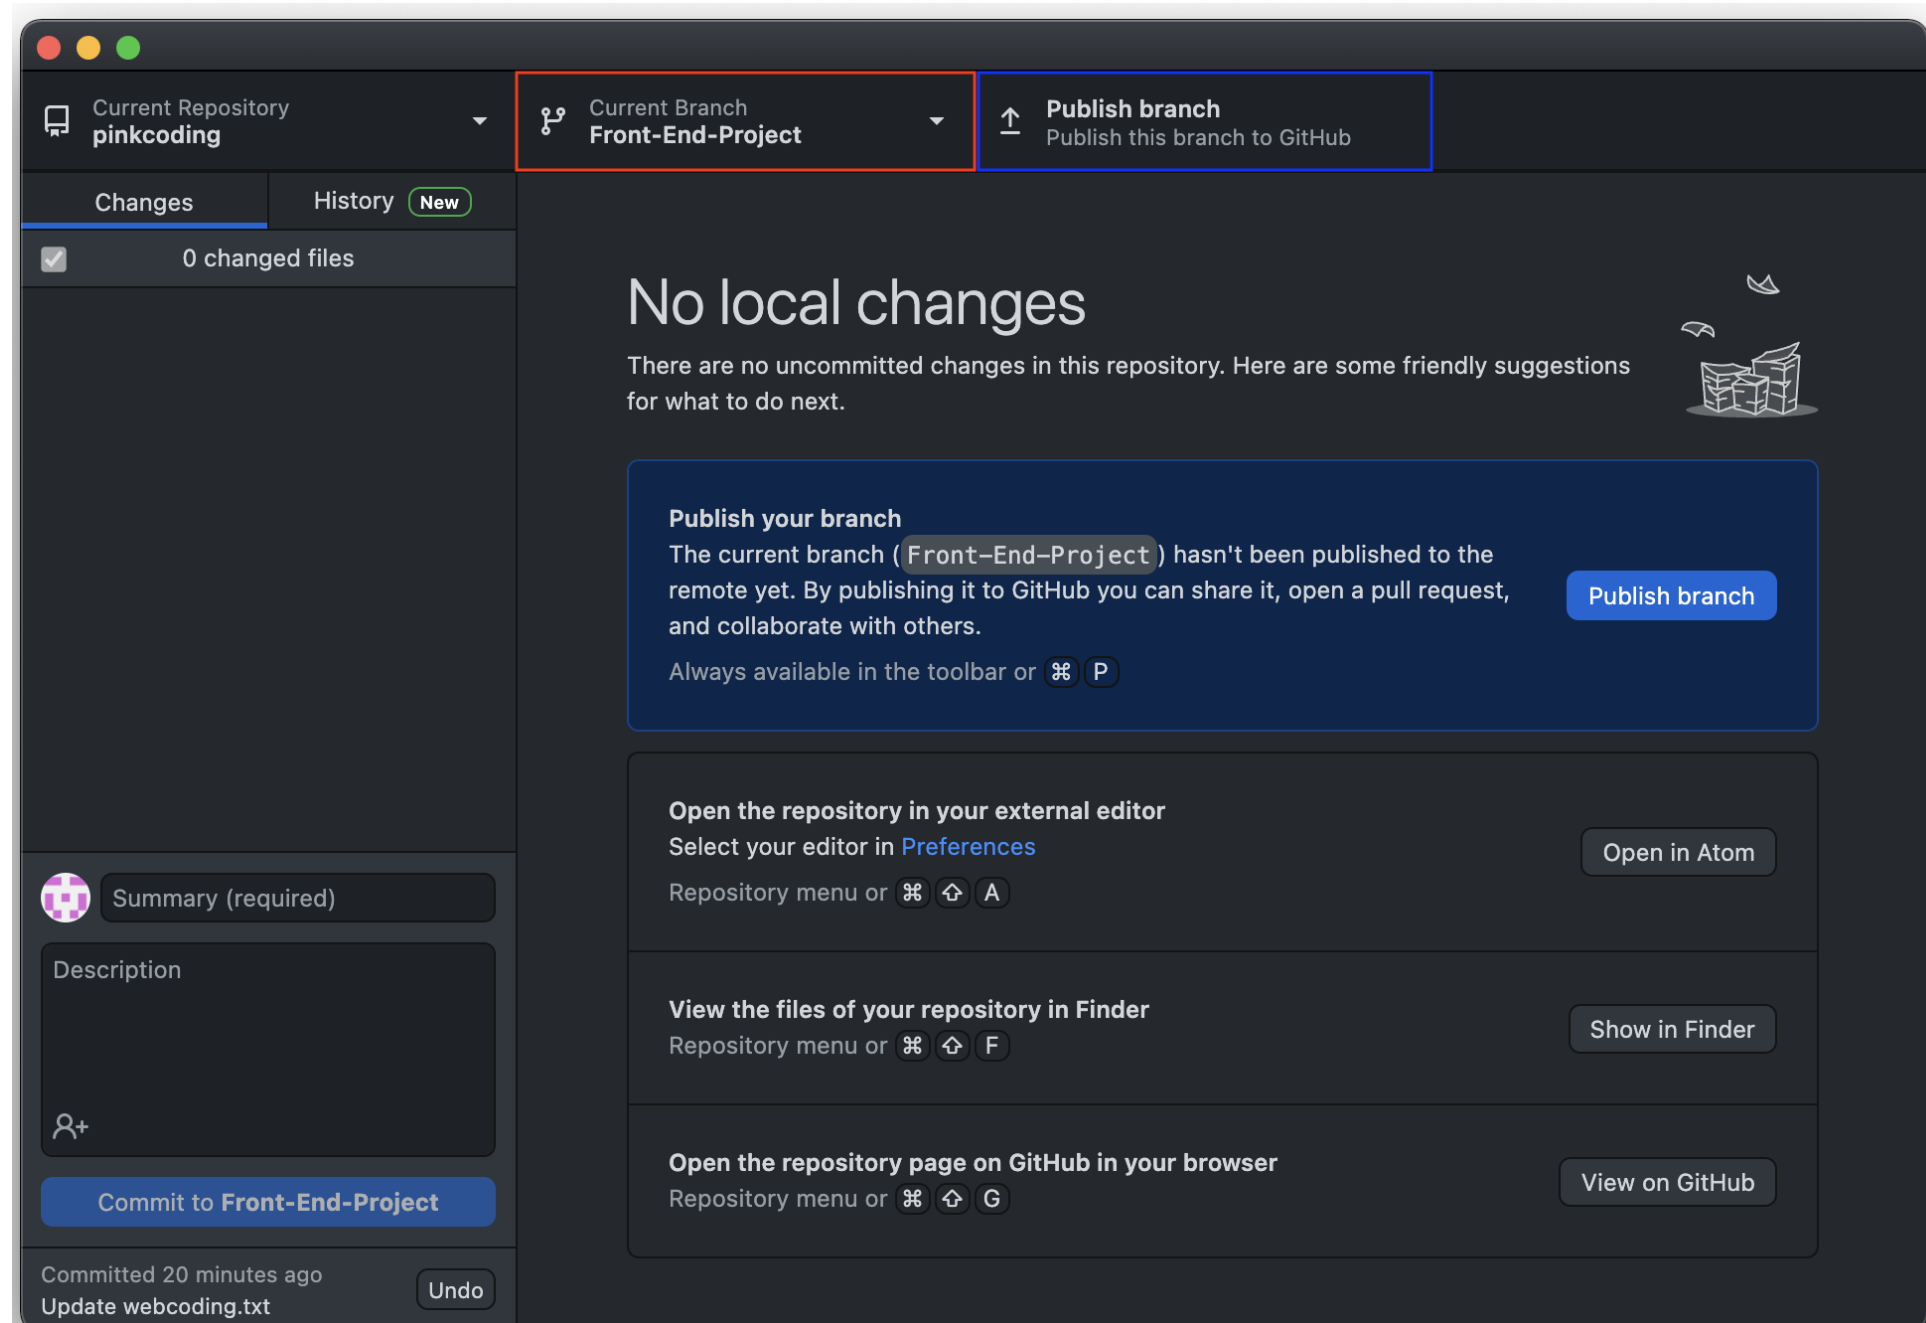 Current Repository
pinkcoding
Current Branch
Front-End-Project
Publish branch
Publish this branch to GitHub
Changes
History New
0 changed files
No local changes
There are no uncommitted changes in this repository. Here are some friendly suggestions
for what to do next.
Publish your branch
The current branch (Front-End-Project) hasn't been published to the
remote yet. By publishing it to GitHub you can share it, open a pull request,
and collaborate with others.
Always available in the toolbar or ⌘ P
Publish branch
Open the repository in your external editor
Select your editor in Preferences
Repository menu or ⌘ ⇧ A
Open in Atom
View the files of your repository in Finder
Repository menu or ⌘ ⇧ F
Show in Finder
Open the repository page on GitHub in your browser
Repository menu or ⌘ ⇧ G
View on GitHub
Summary (required)
Description
Commit to Front-End-Project
Committed 20 minutes ago
Update webcoding.txt
Undo